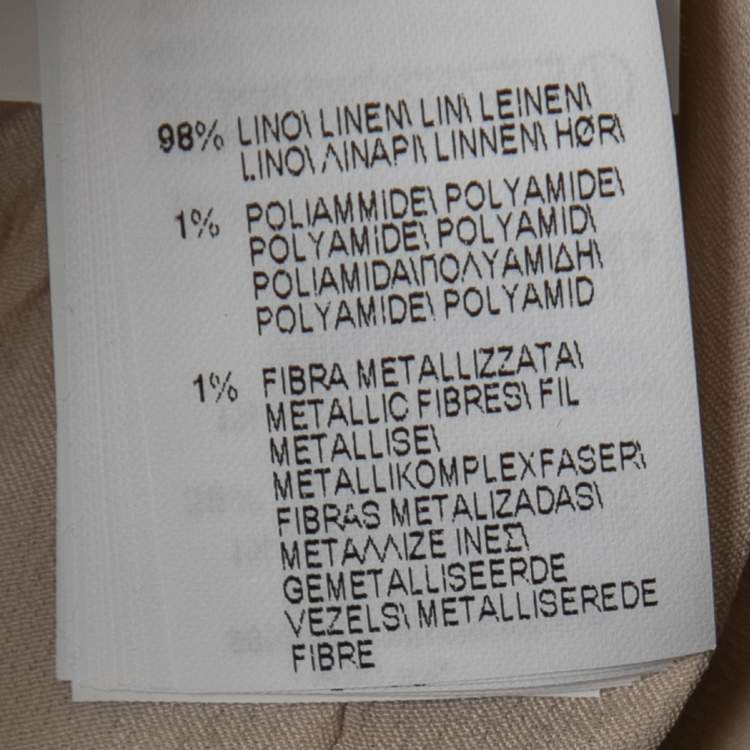 98% LINO\ LINEN\ LIN\ LEINEN\
LINO\ ΛΙΝΑΡΙ\ LINNEN\ HØR\
1% POLIAMMIDE\ POLYAMIDE\
POLYAMIDE\ POLYAMID\
POLIAMIDA\ΠΟΛΥΑΜΙΔΗ\
POLYAMIDE\ POLYAMID
1% FIBRA METALLIZZATA\
METALLIC FIBRES\ FIL
METALLISE\
METALLIKOMPLEXFASER\
FIBRAS METALIZADAS\
ΜΕΤΑΛΛΙΖΕ ΙΝΕΣ\
GEMETALLISEERDE
VEZELS\ METALLISEREDE
FIBRE